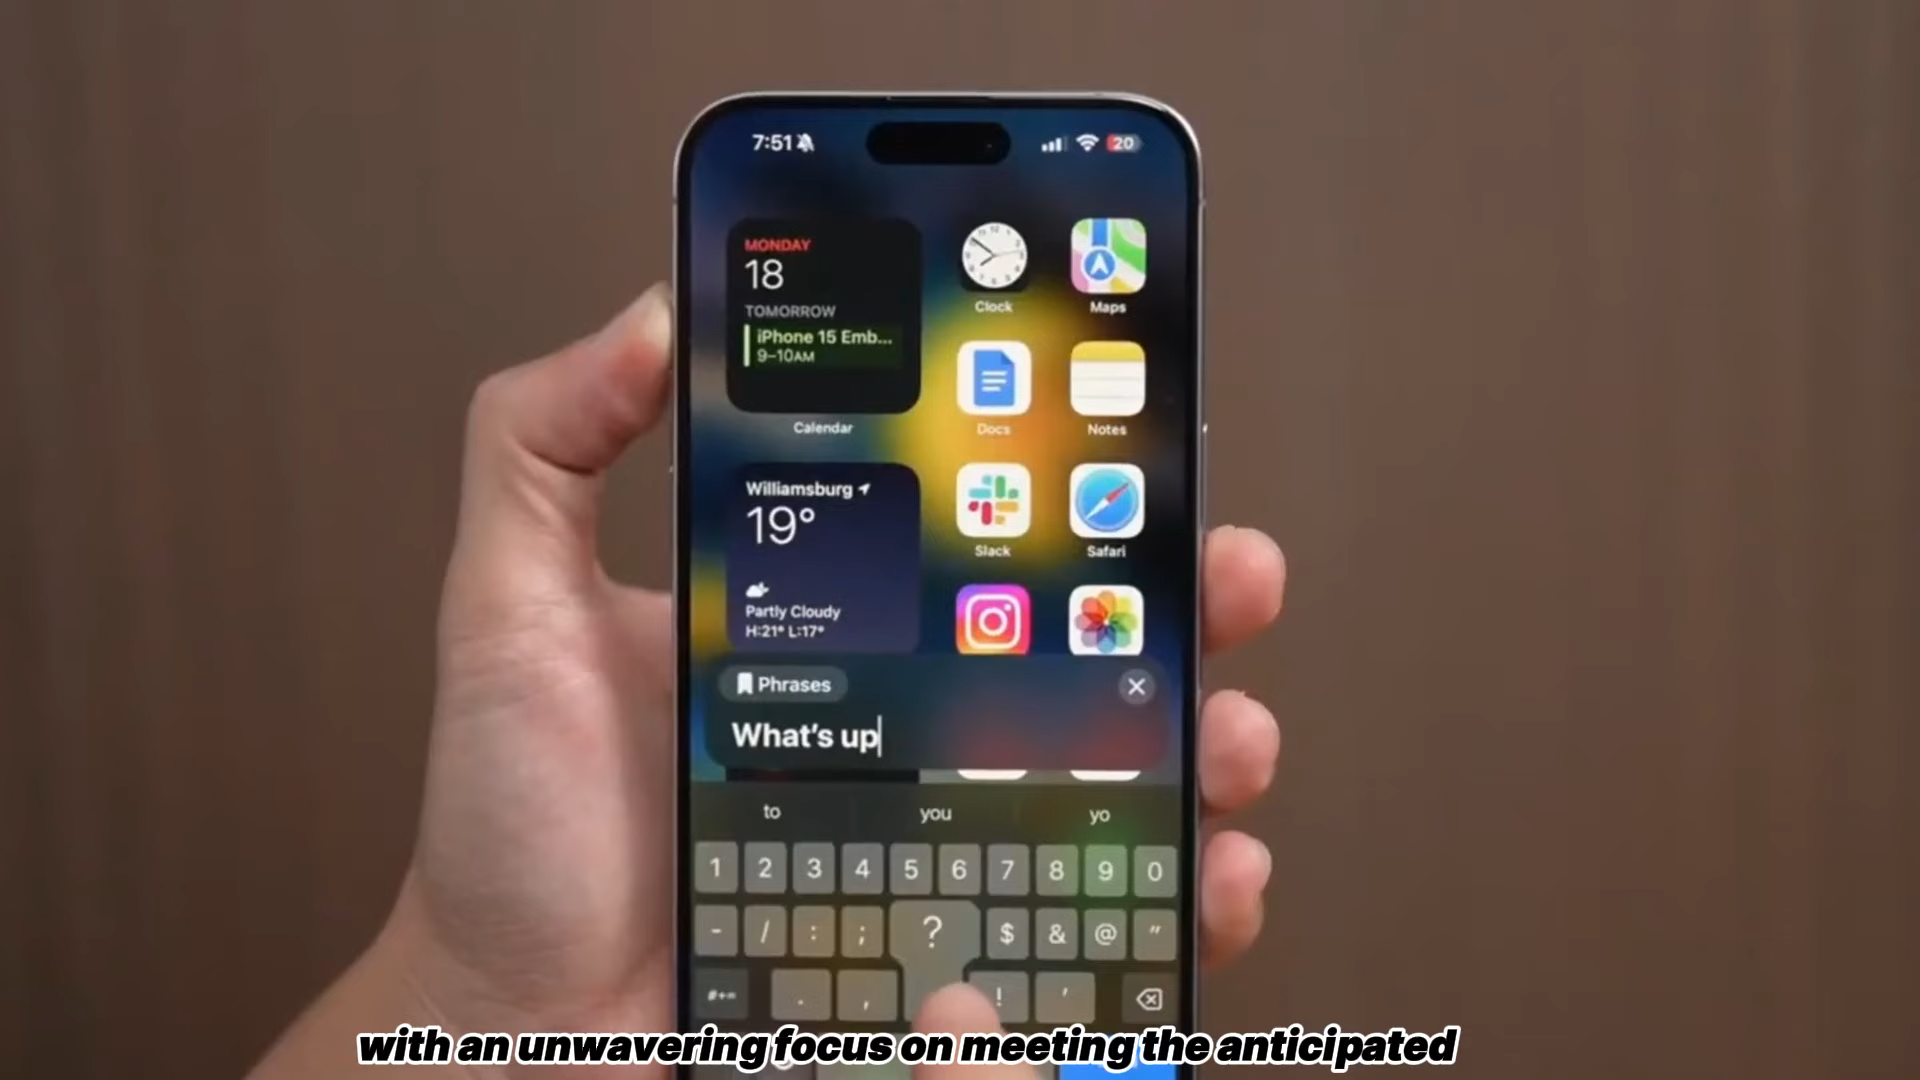 7:51
20
MONDAY
18
TOMORROW
iPhone 15 Emb...
9–10AM
Calendar
Clock
Maps
Docs
Notes
Williamsburg
19°
Partly Cloudy
H:21° L:17°
Slack
Safari
Phrases
What's up
to you yo
1 2 3 4 5 6 7 8 9 0
- / : ; ? $ & @ "
#+= . , ! '
with an unwavering focus on meeting the anticipated